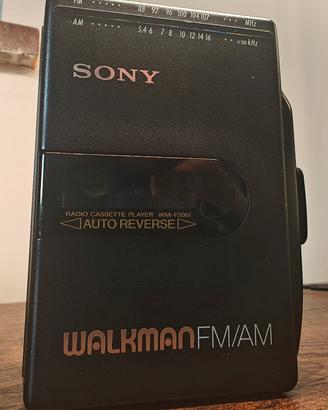 FM 88 92 96 100 104 107 MHz
AM 5.4 6 7 8 10 12 14 16 x100 kHz
SONY
RADIO CASSETTE PLAYER WM-F2061
AUTO REVERSE
WALKMAN FM/AM